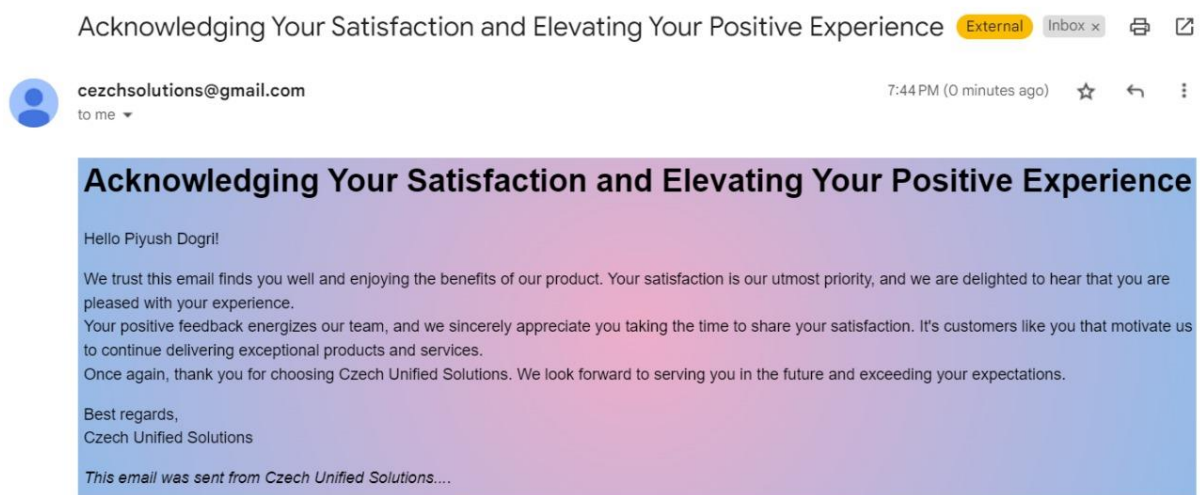 Acknowledging Your Satisfaction and Elevating Your Positive Experience External Inbox ×
cezchsolutions@gmail.com 7:44 PM (0 minutes ago)
to me
Acknowledging Your Satisfaction and Elevating Your Positive Experience
Hello Piyush Dogri!
We trust this email finds you well and enjoying the benefits of our product. Your satisfaction is our utmost priority, and we are delighted to hear that you are
pleased with your experience.
Your positive feedback energizes our team, and we sincerely appreciate you taking the time to share your satisfaction. It's customers like you that motivate us
to continue delivering exceptional products and services.
Once again, thank you for choosing Czech Unified Solutions. We look forward to serving you in the future and exceeding your expectations.
Best regards,
Czech Unified Solutions
This email was sent from Czech Unified Solutions....